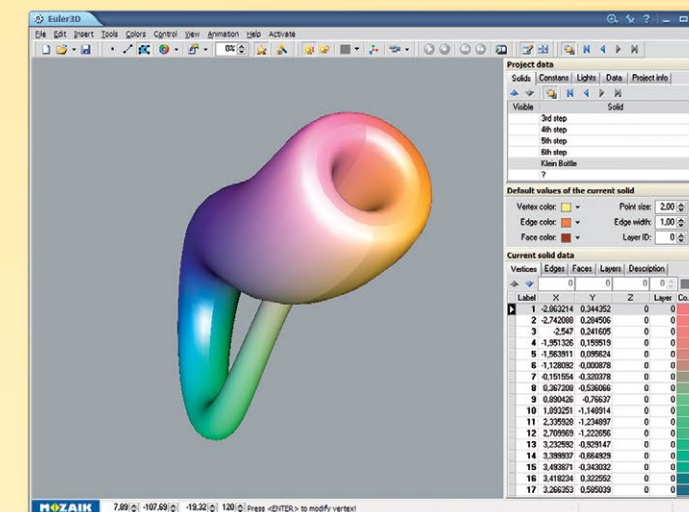 Euler3D
File Edit Insert Tools Colors Control View Animation Help Activate
0%
Project data
Solids Constans Lights Data Project info
Visible Solid
3rd step
4th step
5th step
6th step
Klein Bottle
?
Default values of the current solid
Vertex color: Point size: 2,00
Edge color: Edge width: 1,00
Face color: Layer ID: 0
Current solid data
Vertices Edges Faces Layers Description
0 0 0 0
Label X Y Z Layer Co.
1 -2,863214 0,344352 0 0
2 -2,742088 0,284506 0 0
3 -2,547 0,241605 0 0
4 -1,951326 0,159519 0 0
5 -1,563911 0,095624 0 0
6 -1,128092 -0,000878 0 0
7 -0,151554 -0,320378 0 0
8 0,367208 -0,536066 0 0
9 0,890426 -0,76637 0 0
10 1,893251 -1,148914 0 0
11 2,335928 -1,234897 0 0
12 2,709969 -1,222656 0 0
13 3,232592 -0,929147 0 0
14 3,399937 -0,664929 0 0
15 3,493871 -0,343032 0 0
16 3,418234 0,322552 0 0
17 3,266353 0,585039 0 0
MOZAIK 7,89 -107,69 -19,32 120 Press <ENTER> to modify vertex!